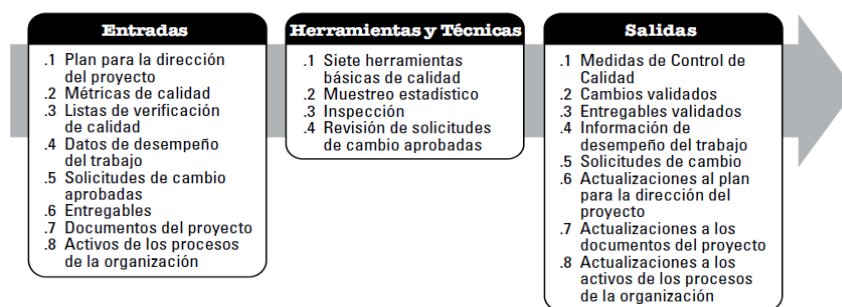 Entradas
.1 Plan para la dirección
del proyecto
.2 Métricas de calidad
.3 Listas de verificación
de calidad
.4 Datos de desempeño
del trabajo
.5 Solicitudes de cambio
aprobadas
.6 Entregables
.7 Documentos del proyecto
.8 Activos de los procesos
de la organización
Herramientas y Técnicas
.1 Siete herramientas
básicas de calidad
.2 Muestreo estadístico
.3 Inspección
.4 Revisión de solicitudes
de cambio aprobadas
Salidas
.1 Medidas de Control de
Calidad
.2 Cambios validados
.3 Entregables validados
.4 Información de
desempeño del trabajo
.5 Solicitudes de cambio
.6 Actualizaciones al plan
para la dirección del
proyecto
.7 Actualizaciones a los
documentos del proyecto
.8 Actualizaciones a los
activos de los procesos
de la organización